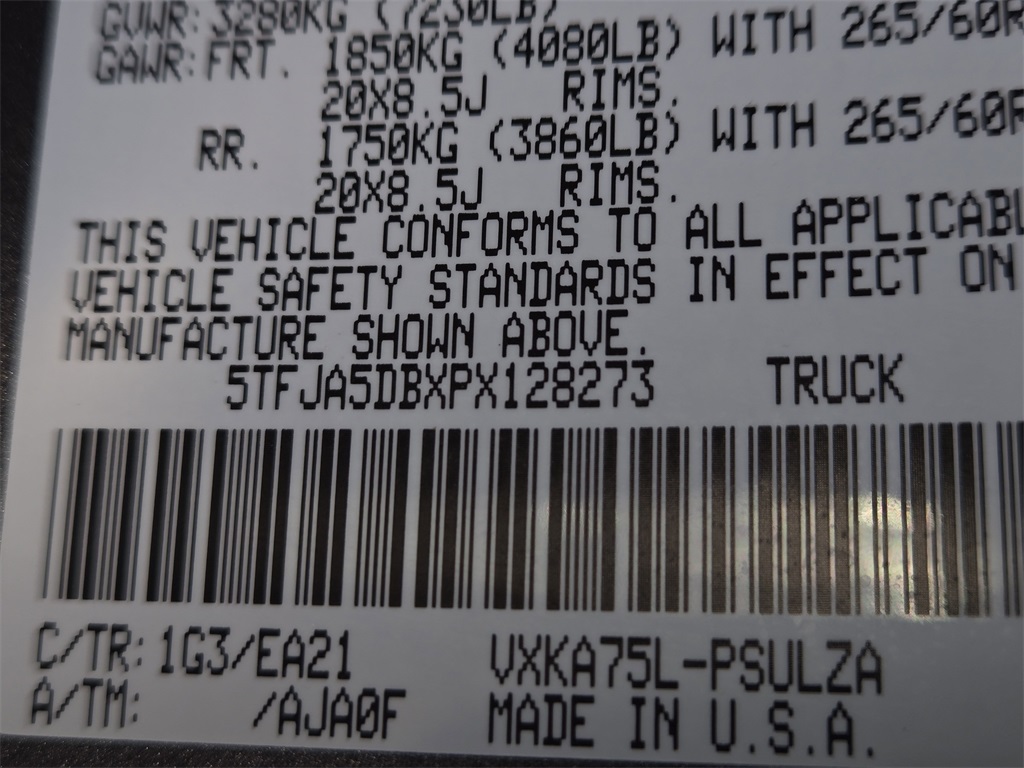 GVWR: 3280KG (7230LB)
GAWR: FRT. 1850KG (4080LB) WITH 265/60R
20X8.5J RIMS.
RR. 1750KG (3860LB) WITH 265/60R
20X8.5J RIMS.
THIS VEHICLE CONFORMS TO ALL APPLICABL
VEHICLE SAFETY STANDARDS IN EFFECT ON
MANUFACTURE SHOWN ABOVE.
5TFJA5DBXPX128273 TRUCK
C/TR: 1G3/EA21 VXKA75L-PSULZA
A/TM: /AJA0F MADE IN U.S.A.